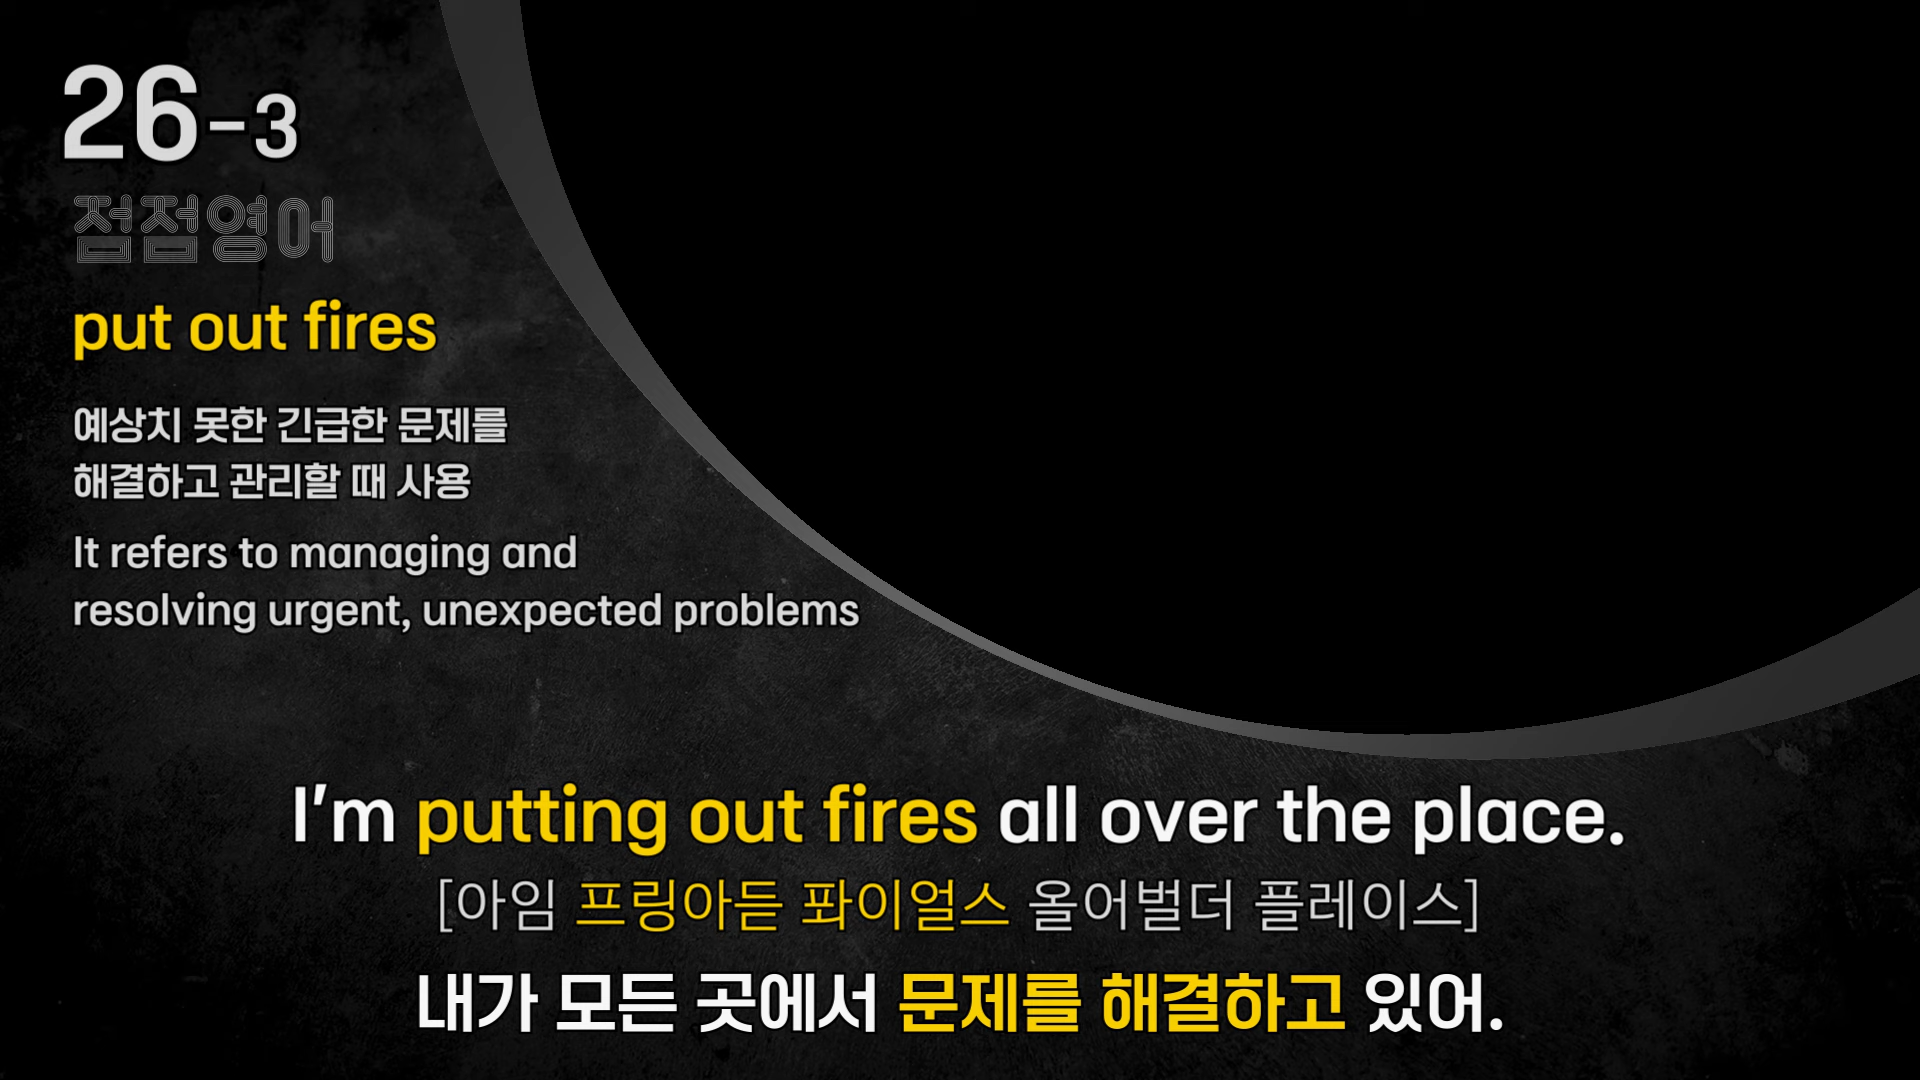 26-3
점점영어
put out fires
예상치 못한 긴급한 문제를
해결하고 관리할 때 사용
It refers to managing and
resolving urgent, unexpected problems
I'm putting out fires all over the place.
[아임 프링아듣 퐈이얼스 올어벌더 플레이스]
내가 모든 곳에서 문제를 해결하고 있어.